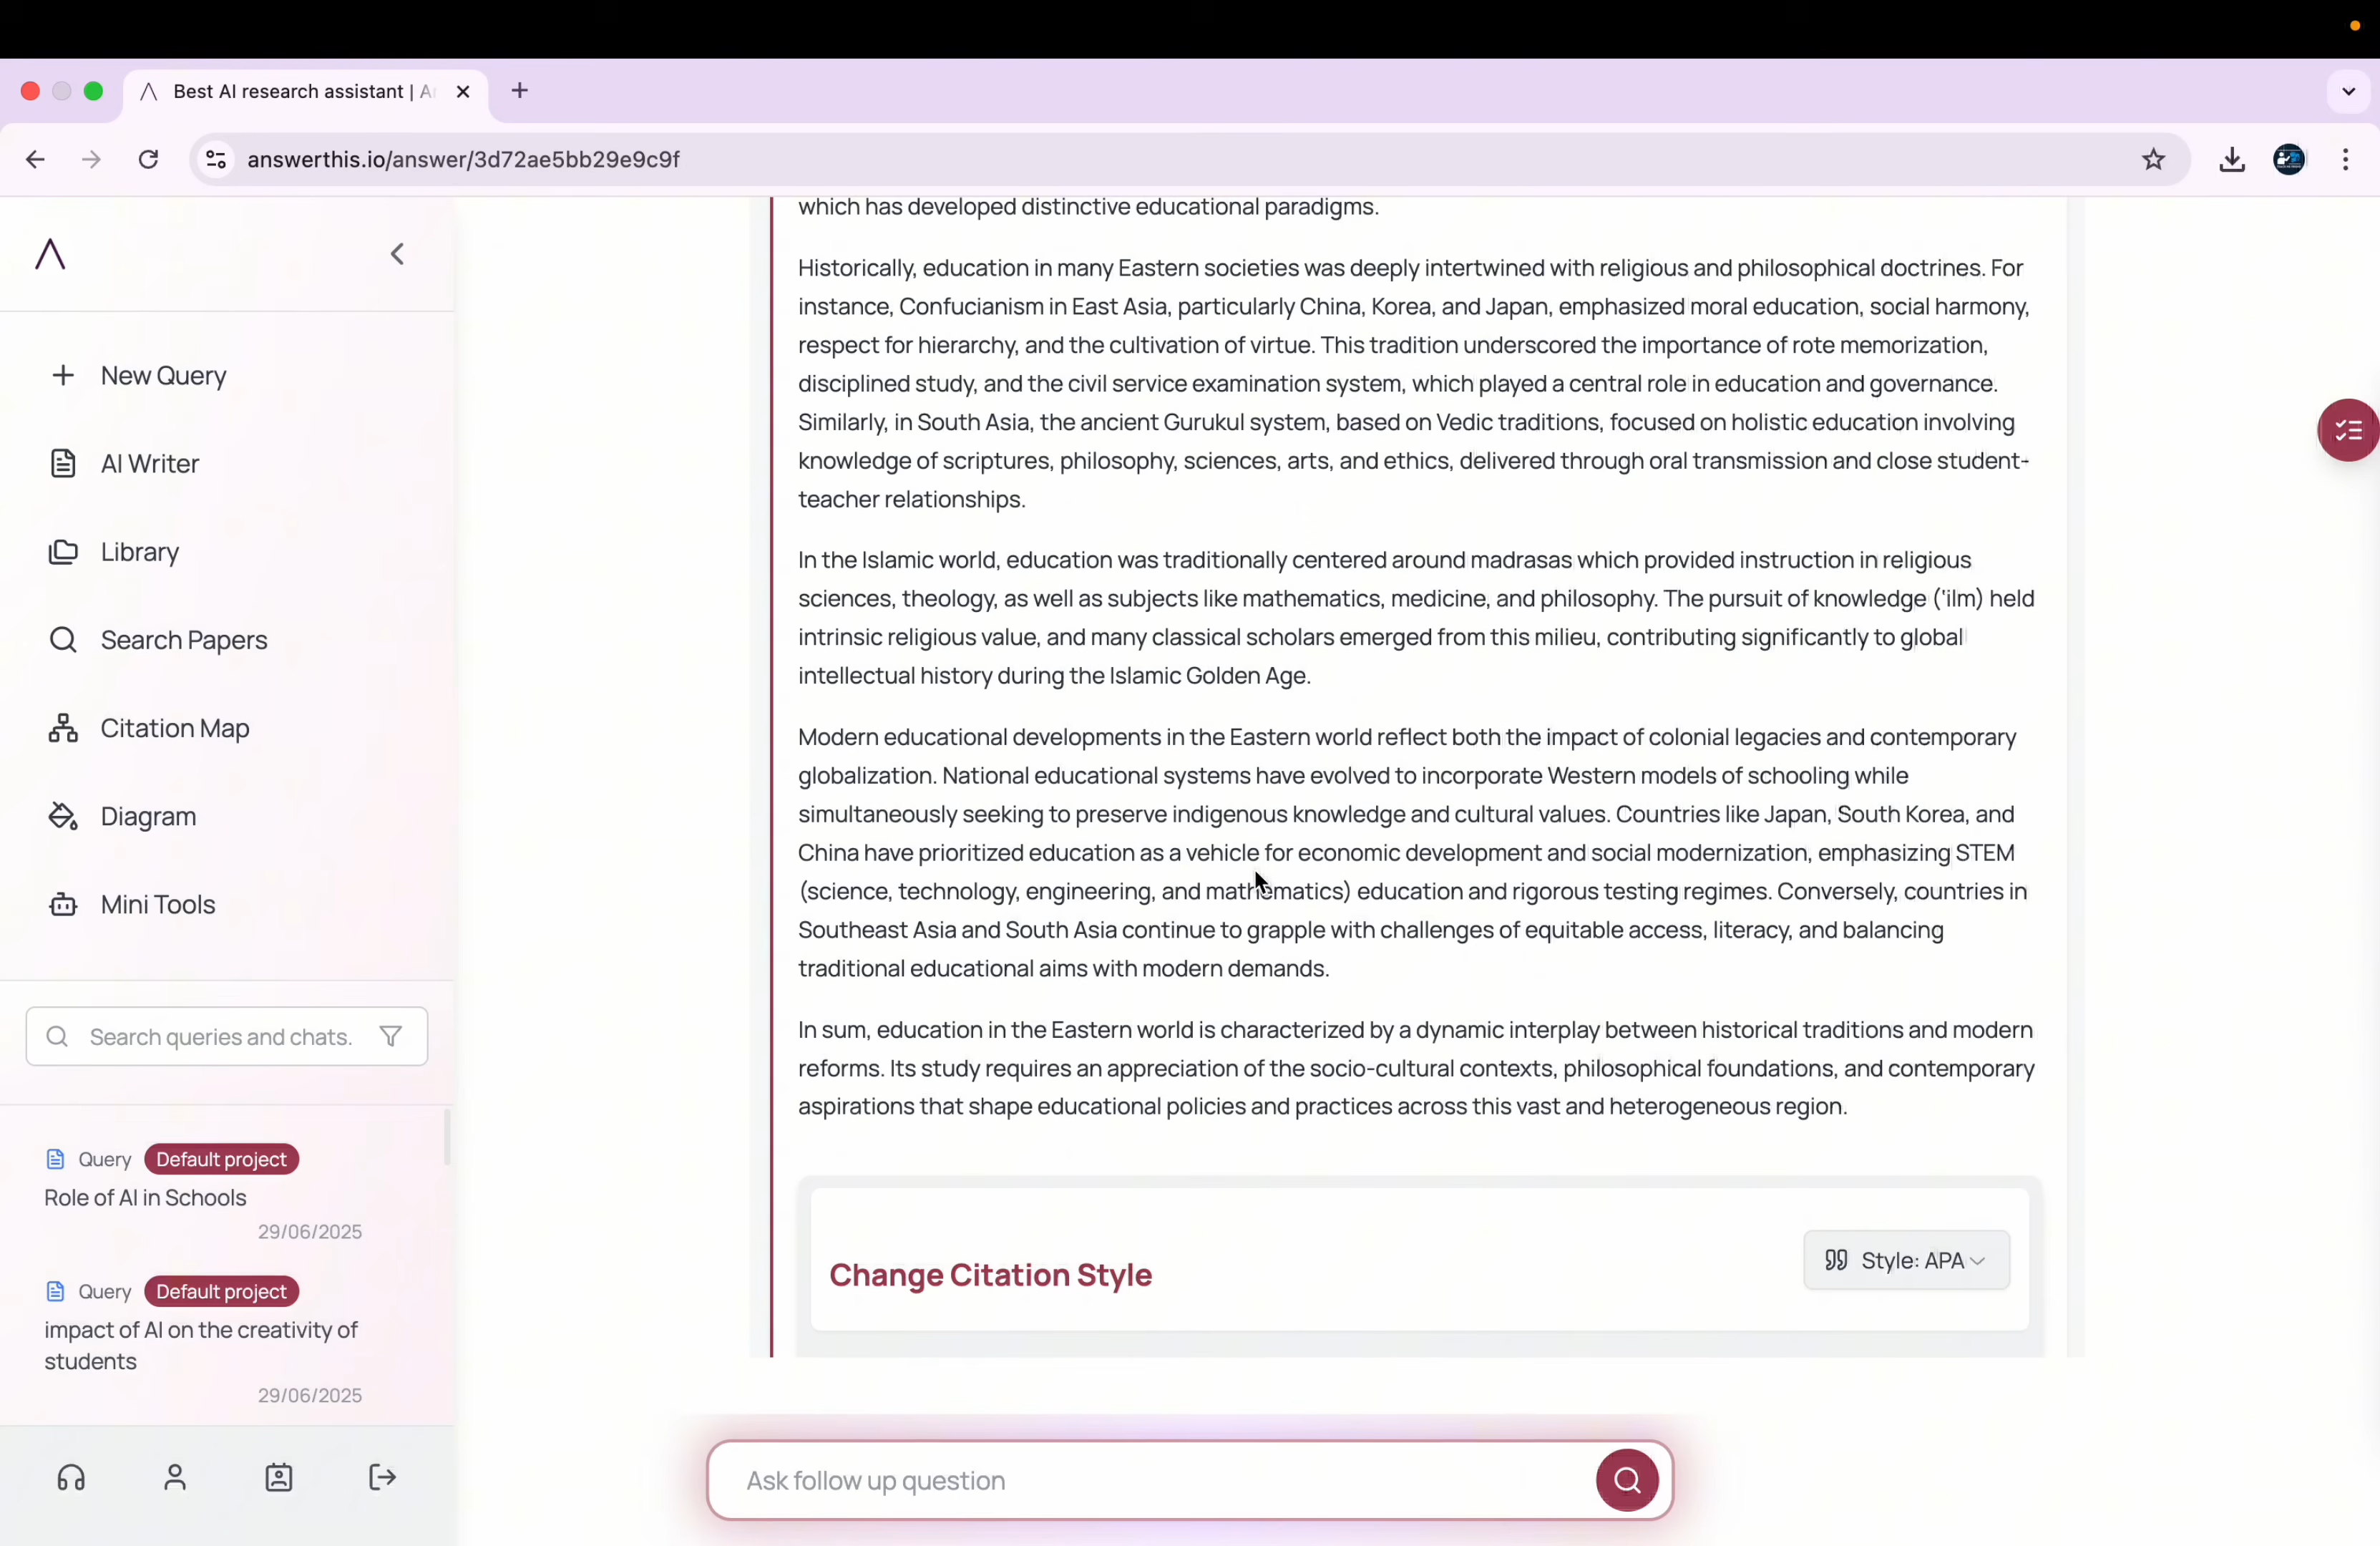 Best AI research assistant | A
answerthis.io/answer/3d72ae5bb29e9c9f
New Query
AI Writer
Library
Search Papers
Citation Map
Diagram
Mini Tools
Search queries and chats.
Query Default project
Role of AI in Schools
29/06/2025
Query Default project
impact of AI on the creativity of
students
29/06/2025
which has developed distinctive educational paradigms.
Historically, education in many Eastern societies was deeply intertwined with religious and philosophical doctrines. For
instance, Confucianism in East Asia, particularly China, Korea, and Japan, emphasized moral education, social harmony,
respect for hierarchy, and the cultivation of virtue. This tradition underscored the importance of rote memorization,
disciplined study, and the civil service examination system, which played a central role in education and governance.
Similarly, in South Asia, the ancient Gurukul system, based on Vedic traditions, focused on holistic education involving
knowledge of scriptures, philosophy, sciences, arts, and ethics, delivered through oral transmission and close student-
teacher relationships.
In the Islamic world, education was traditionally centered around madrasas which provided instruction in religious
sciences, theology, as well as subjects like mathematics, medicine, and philosophy. The pursuit of knowledge ('ilm) held
intrinsic religious value, and many classical scholars emerged from this milieu, contributing significantly to global
intellectual history during the Islamic Golden Age.
Modern educational developments in the Eastern world reflect both the impact of colonial legacies and contemporary
globalization. National educational systems have evolved to incorporate Western models of schooling while
simultaneously seeking to preserve indigenous knowledge and cultural values. Countries like Japan, South Korea, and
China have prioritized education as a vehicle for economic development and social modernization, emphasizing STEM
(science, technology, engineering, and mathematics) education and rigorous testing regimes. Conversely, countries in
Southeast Asia and South Asia continue to grapple with challenges of equitable access, literacy, and balancing
traditional educational aims with modern demands.
In sum, education in the Eastern world is characterized by a dynamic interplay between historical traditions and modern
reforms. Its study requires an appreciation of the socio-cultural contexts, philosophical foundations, and contemporary
aspirations that shape educational policies and practices across this vast and heterogeneous region.
Change Citation Style
Style: APA
Ask follow up question